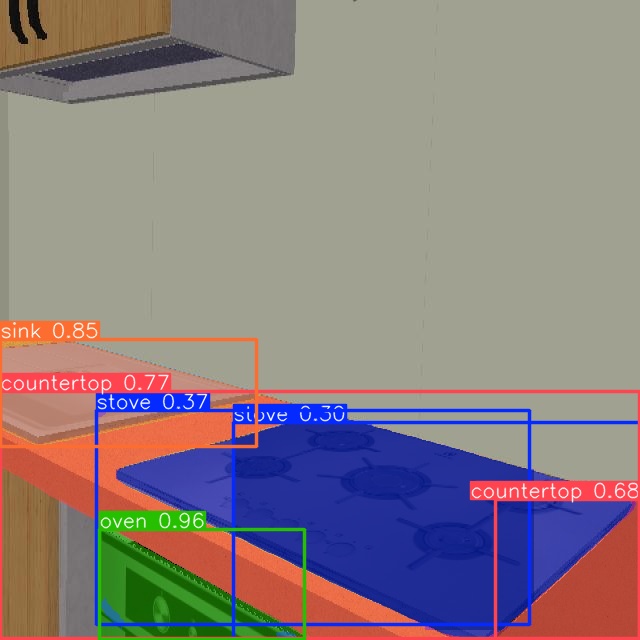 sink 0.85
countertop 0.77
stove 0.37
stove 0.30
countertop 0.68
oven 0.96